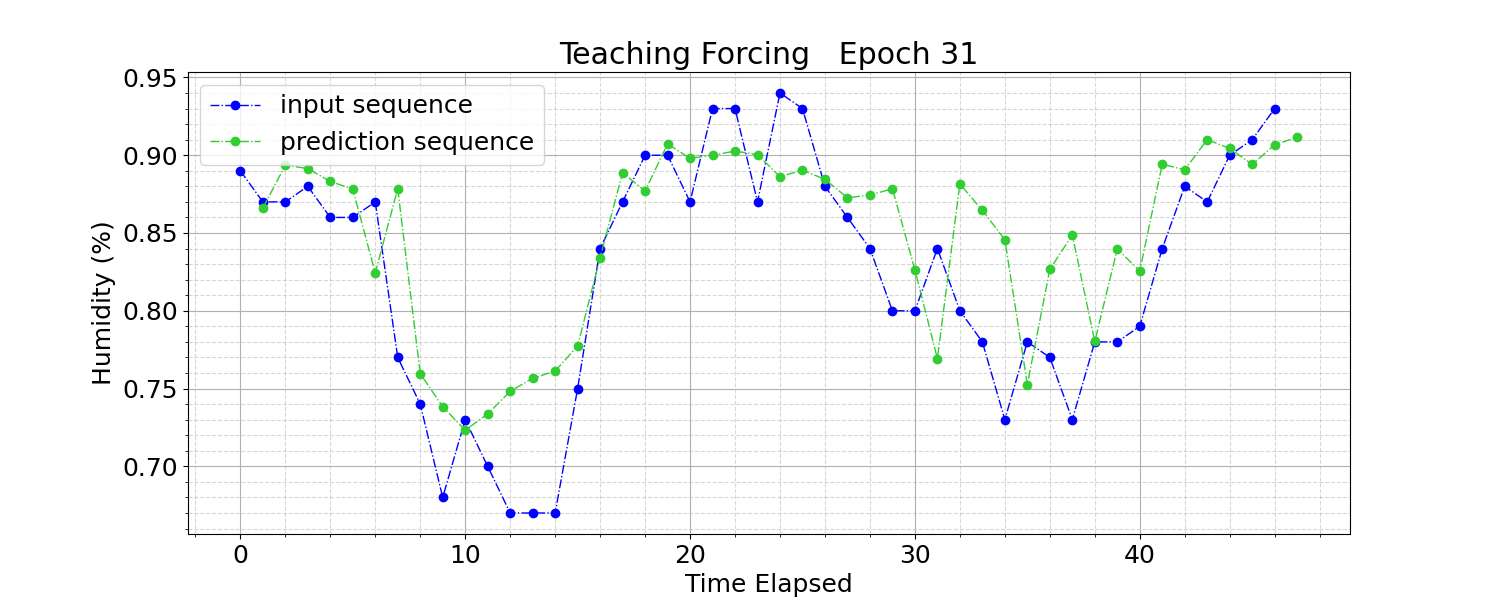 Teaching Forcing   Epoch 31
input sequence
prediction sequence
Humidity (%)
0.95
0.90
0.85
0.80
0.75
0.70
0 10 20 30 40
Time Elapsed